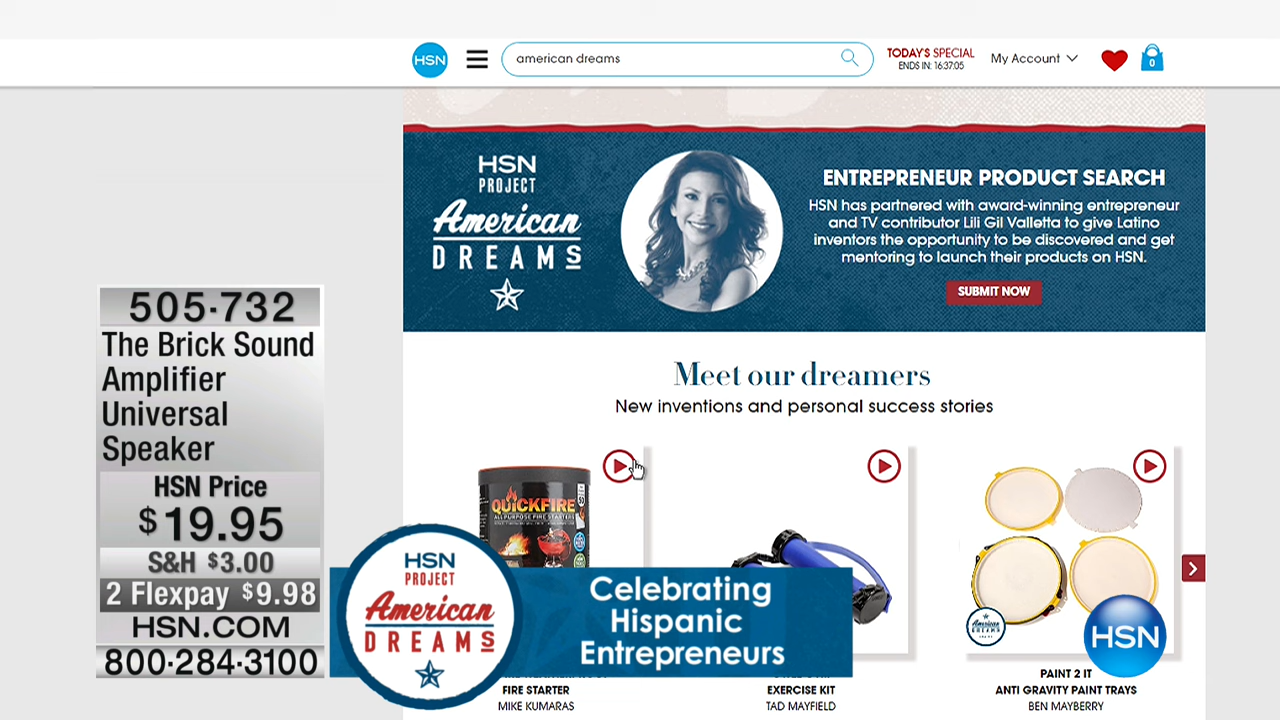 HSN
american dreams
TODAY'S SPECIAL
ENDS IN: 16:37:05
My Account
0
HSN
PROJECT
American
DREAMS
ENTREPRENEUR PRODUCT SEARCH
HSN has partnered with award-winning entrepreneur
and TV contributor Lili Gil Valletta to give Latino
inventors the opportunity to be discovered and get
mentoring to launch their products on HSN.
SUBMIT NOW
Meet our dreamers
New inventions and personal success stories
QUICKFIRE
ALL PURPOSE FIRE STARTERS
FIRE STARTER
MIKE KUMARAS
EXERCISE KIT
TAD MAYFIELD
PAINT 2 IT
ANTI GRAVITY PAINT TRAYS
BEN MAYBERRY
505-732
The Brick Sound
Amplifier
Universal
Speaker
HSN Price
$19.95
S&H $3.00
2 Flexpay $9.98
HSN.COM
800-284-3100
HSN
PROJECT
American
DREAMS
Celebrating
Hispanic
Entrepreneurs
HSN